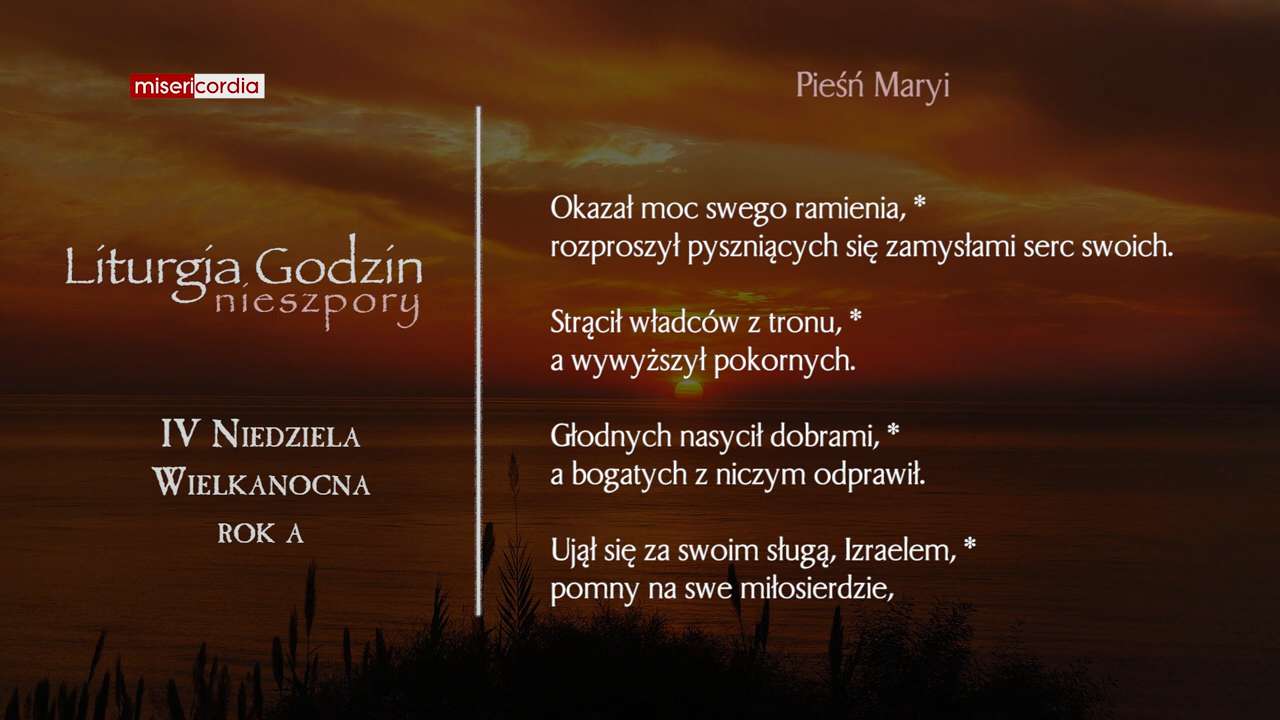 misericordia
Liturgia Godzin
nieszpory
IV Niedziela
Wielkanocna
rok A
Pieśń Maryi
Okazał moc swego ramienia, *
rozproszył pyszniących się zamysłami serc swoich.
Strącił władców z tronu, *
a wywyższył pokornych.
Głodnych nasycił dobrami, *
a bogatych z niczym odprawił.
Ujął się za swoim sługą, Izraelem, *
pomny na swe miłosierdzie,